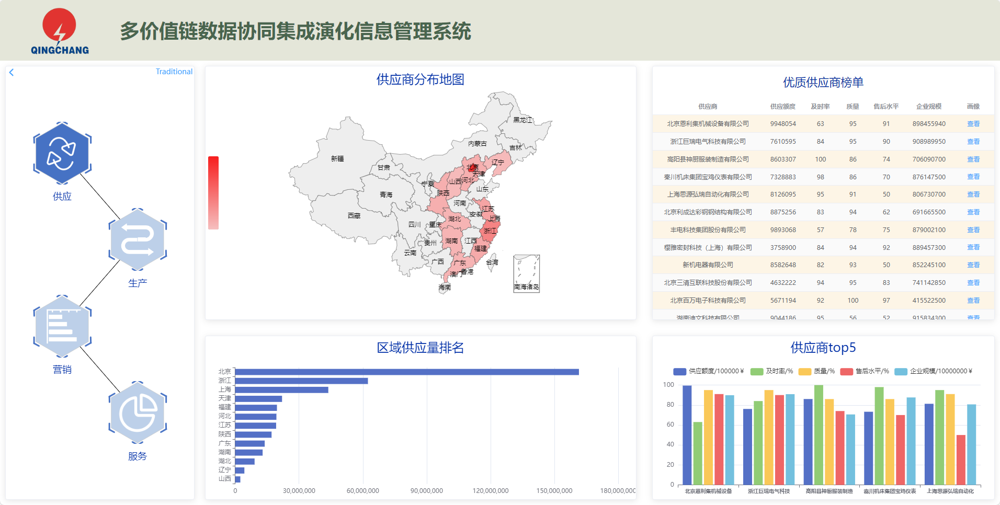 QINGCHANG
多价值链数据协同集成演化信息管理系统
Traditional
供应
生产
营销
服务
供应商分布地图
黑龙江
内蒙古
吉林
新疆
辽宁
甘肃
北京
天津
宁夏
山西
河北
山东
陕西
青海
河南
江苏
西藏
安徽
湖北
上海
四川
重庆
浙江
湖南
江西
贵州
福建
云南
广西
广东
台湾
澳门
香港
海南
南海诸岛
优质供应商榜单
供应商 供应额度 及时率 质量 售后水平 企业规模 画像
北京恩利集机械设备有限公司 9948054 63 95 91 898455940 查看
浙江巨瑞电气科技有限公司 7610595 84 95 90 908989950 查看
高阳县神厨服装制造有限公司 8603307 100 86 74 706090700 查看
秦川机床集团宝鸡仪表有限公司 7328883 98 86 70 876147500 查看
上海思源弘瑞自动化有限公司 8126095 95 91 50 806730700 查看
北京利成达彩钢钢结构有限公司 8875256 83 94 62 691665500 查看
丰电科技集团股份有限公司 9893068 57 78 75 879002100 查看
樱雅密封科技（上海）有限公司 3758900 84 94 92 889457300 查看
新机电器有限公司 8582648 82 93 50 852245100 查看
北京三清互联科技股份有限公司 4632222 94 95 83 741142850 查看
北京百万电子科技有限公司 5671194 92 100 97 415522500 查看
湖南迪文科技有限公司 9044186 95 56 52 915834300 查看
区域供应量排名
北京
浙江
上海
天津
福建
河北
江苏
陕西
广东
湖南
湖北
辽宁
山西
0 30,000,000 60,000,000 90,000,000 120,000,000 150,000,000 180,000,000
供应商top5
供应额度/100000￥ 及时率/% 质量/% 售后水平/% 企业规模/10000000￥
100
80
60
40
20
0
北京恩利集机械设备 浙江巨瑞电气科技 高阳县神厨服装制造 秦川机床集团宝鸡仪表 上海思源弘瑞自动化